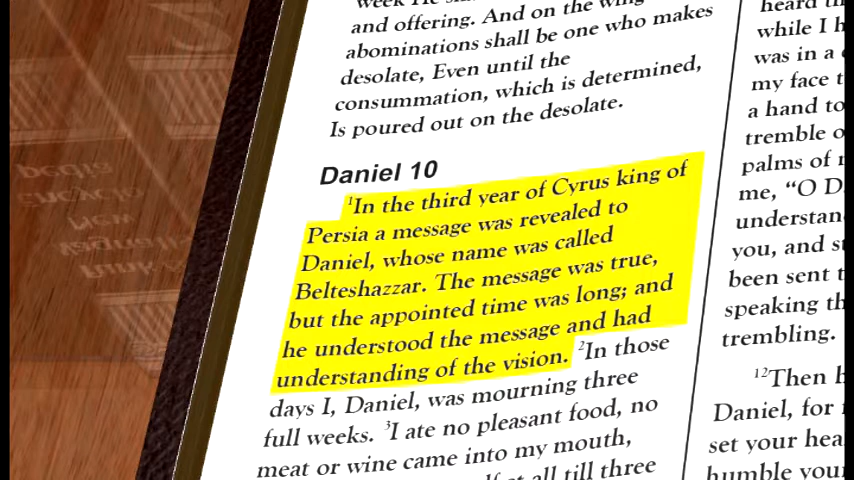 and offering. And on the wing
abominations shall be one who makes
desolate, Even until the
consummation, which is determined,
Is poured out on the desolate.
Daniel 10
1In the third year of Cyrus king of
Persia a message was revealed to
Daniel, whose name was called
Belteshazzar. The message was true,
but the appointed time was long; and
he understood the message and had
understanding of the vision. 2In those
days I, Daniel, was mourning three
full weeks. 3I ate no pleasant food, no
meat or wine came into my mouth,
all till three
heard
while I
was in a
my face
a hand to
tremble
palms of
me, “O
understan
you, and
been sent
speaking
trembling.
12Then
Daniel, for
set your
humble your